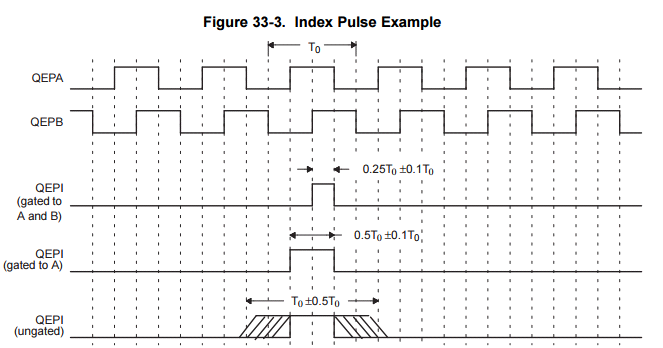 Figure 33-3. Index Pulse Example
T0
QEPA
QEPB
0.25T0 ±0.1T0
QEPI
(gated to
A and B)
0.5T0 ±0.1T0
QEPI
(gated to A)
T0 ±0.5T0
QEPI
(ungated)